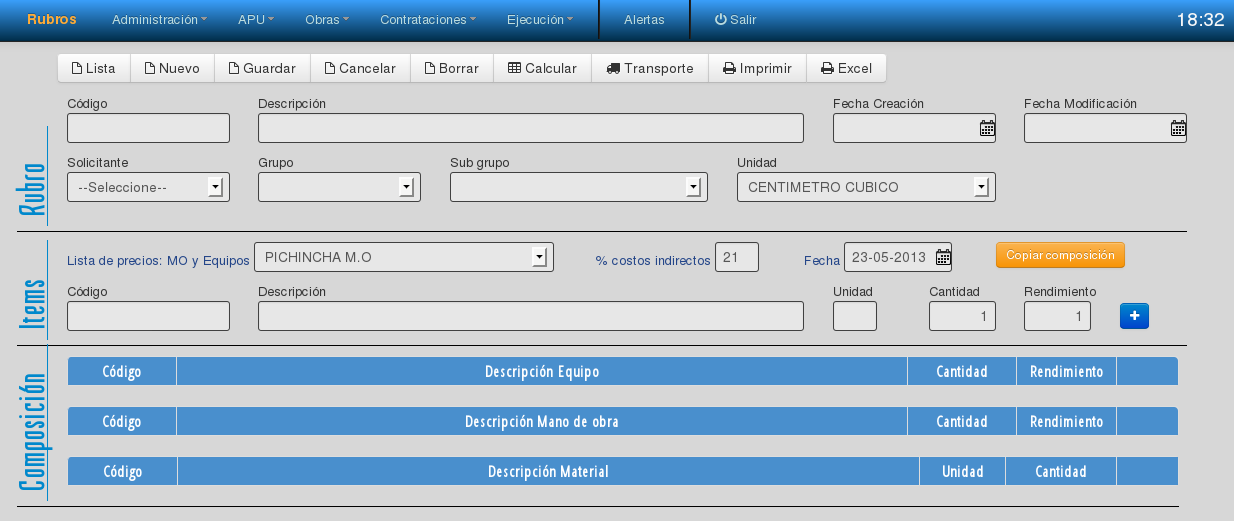 Rubros Administración APU Obras Contrataciones Ejecución Alertas Salir 18:32
Lista Nuevo Guardar Cancelar Borrar Calcular Transporte Imprimir Excel
Código Descripción Fecha Creación Fecha Modificación
Rubro
Solicitante Grupo Sub grupo Unidad
--Seleccione-- CENTIMETRO CUBICO
Items
Lista de precios: MO y Equipos PICHINCHA M.O % costos indirectos 21 Fecha 23-05-2013 Copiar composición
Código Descripción Unidad Cantidad Rendimiento
1 1
Composición
Código Descripción Equipo Cantidad Rendimiento
Código Descripción Mano de obra Cantidad Rendimiento
Código Descripción Material Unidad Cantidad